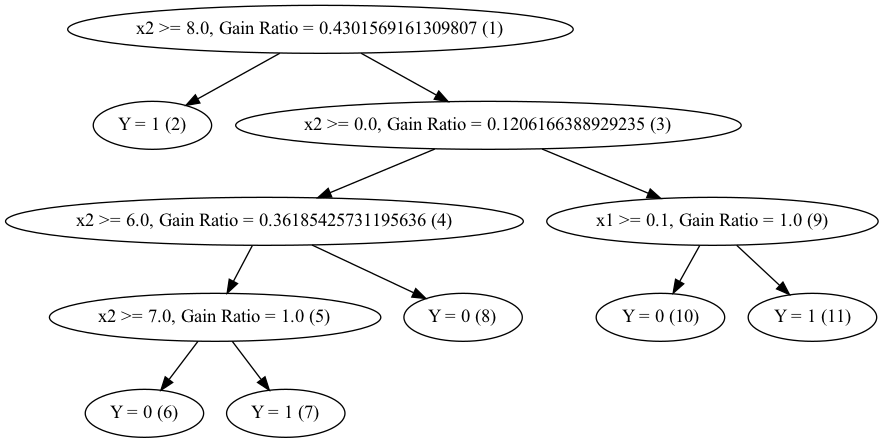 x2 >= 8.0, Gain Ratio = 0.4301569161309807 (1)
Y = 1 (2)
x2 >= 0.0, Gain Ratio = 0.1206166388929235 (3)
x2 >= 6.0, Gain Ratio = 0.36185425731195636 (4)
x1 >= 0.1, Gain Ratio = 1.0 (9)
x2 >= 7.0, Gain Ratio = 1.0 (5)
Y = 0 (8)
Y = 0 (10)
Y = 1 (11)
Y = 0 (6)
Y = 1 (7)